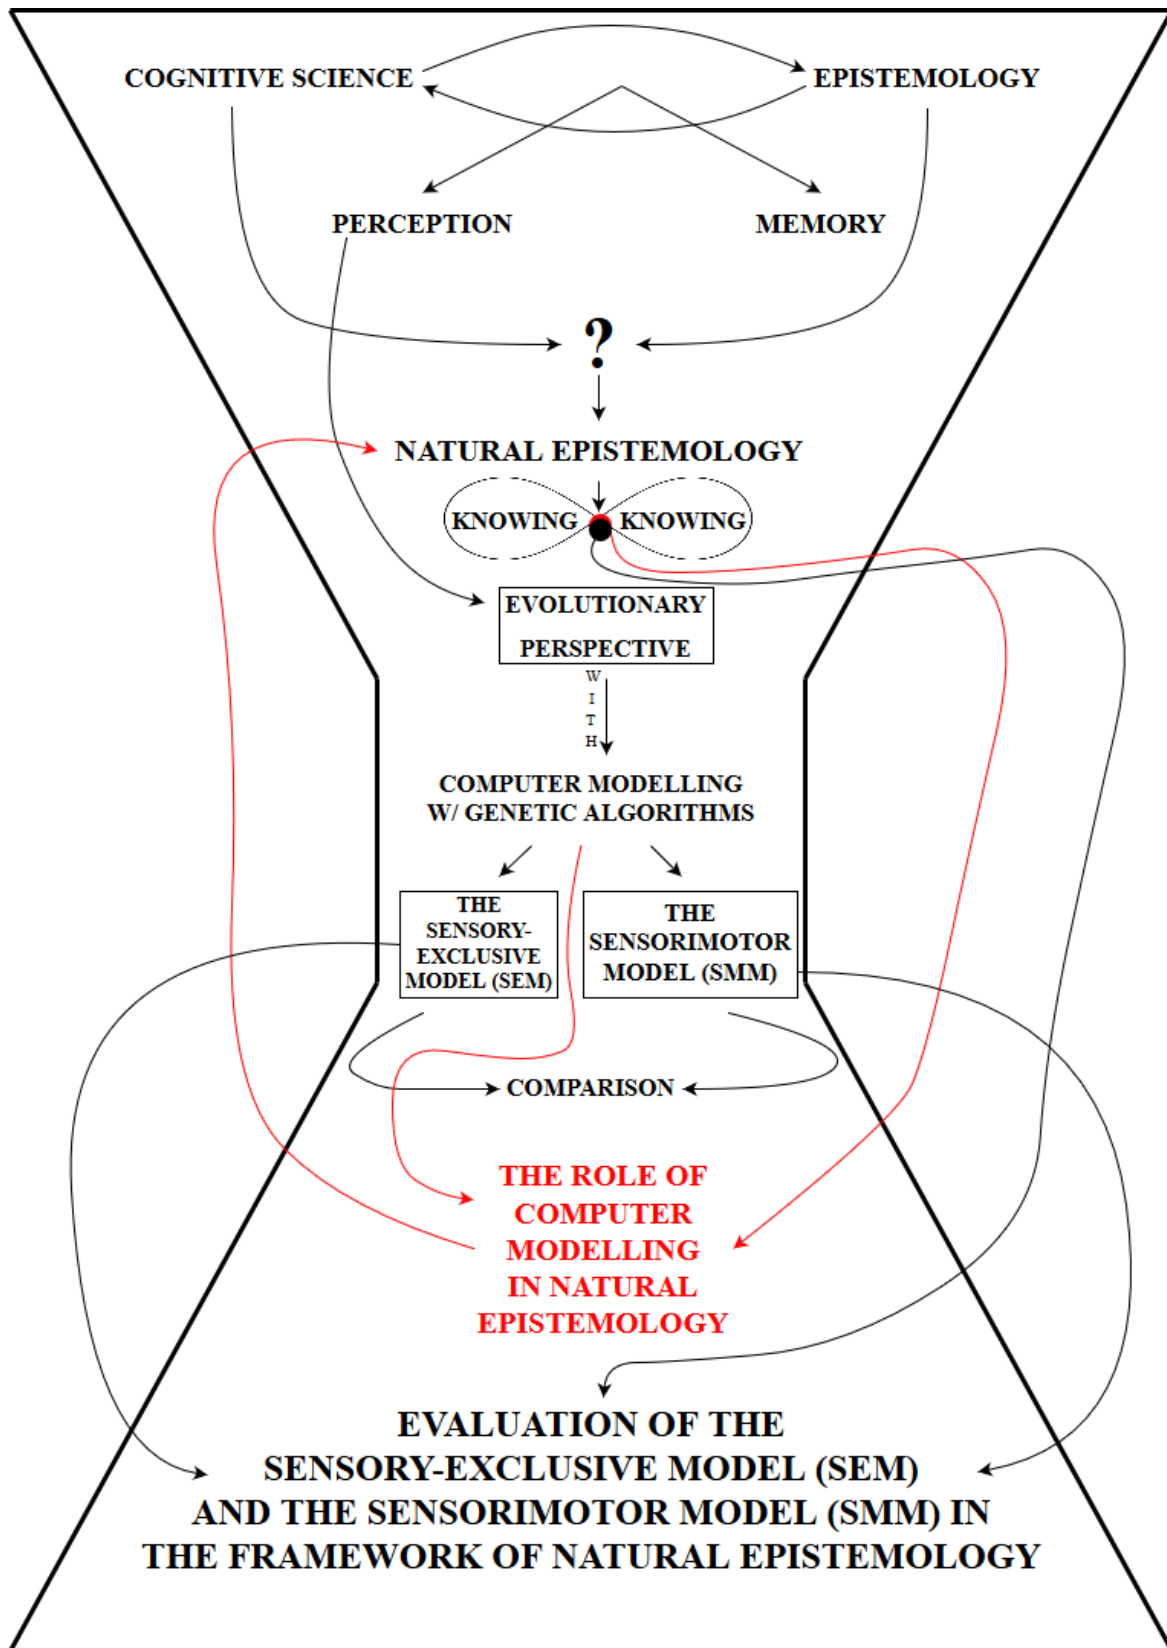 COGNITIVE SCIENCE
EPISTEMOLOGY
PERCEPTION
MEMORY
?
NATURAL EPISTEMOLOGY
KNOWING
KNOWING
EVOLUTIONARY
PERSPECTIVE
W
I
T
H
COMPUTER MODELLING
W/ GENETIC ALGORITHMS
THE
SENSORY-
EXCLUSIVE
MODEL (SEM)
THE
SENSORIMOTOR
MODEL (SMM)
COMPARISON
THE ROLE OF
COMPUTER
MODELLING
IN NATURAL
EPISTEMOLOGY
EVALUATION OF THE
SENSORY-EXCLUSIVE MODEL (SEM)
AND THE SENSORIMOTOR MODEL (SMM) IN
THE FRAMEWORK OF NATURAL EPISTEMOLOGY